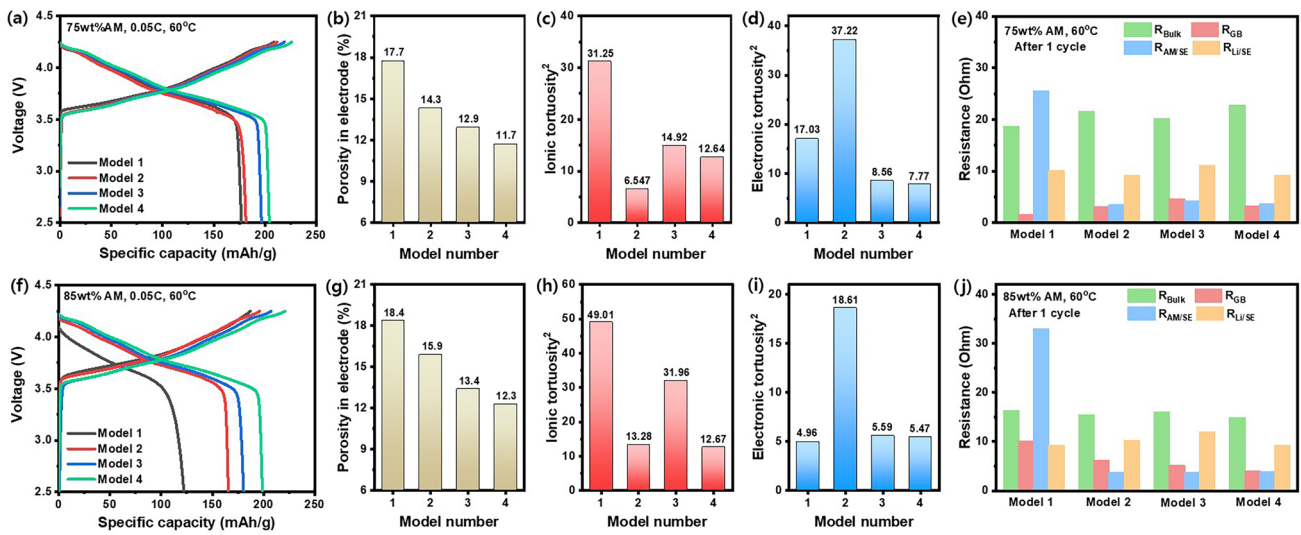 (a)
75wt%AM, 0.05C, 60°C
4.5
4.0
3.5
3.0
2.5
Voltage (V)
Model 1
Model 2
Model 3
Model 4
0
50
100
150
200
250
Specific capacity (mAh/g)
(b)
Porosity in electrode (%)
21
18
15
12
9
6
17.7
14.3
12.9
11.7
1
2
3
4
Model number
(c)
Ionic tortuosity²
40
30
20
10
0
31.25
6.547
14.92
12.64
1
2
3
4
Model number
(d)
Electronic tortuosity²
40
30
20
10
0
17.03
37.22
8.56
7.77
1
2
3
4
Model number
(e)
75wt% AM, 60°C
After 1 cycle
R_Bulk
R_GB
R_AM/SE
R_Li/SE
Resistance (Ohm)
40
30
20
10
0
Model 1
Model 2
Model 3
Model 4
(f)
85wt% AM, 0.05C, 60°C
4.5
4.0
3.5
3.0
2.5
Voltage (V)
Model 1
Model 2
Model 3
Model 4
0
50
100
150
200
250
Specific capacity (mAh/g)
(g)
Porosity in electrode (%)
21
18
15
12
9
6
18.4
15.9
13.4
12.3
1
2
3
4
Model number
(h)
Ionic tortuosity²
60
50
40
30
20
10
0
49.01
13.28
31.96
12.67
1
2
3
4
Model number
(i)
Electronic tortuosity²
20
15
10
5
0
4.96
18.61
5.59
5.47
1
2
3
4
Model number
(j)
85wt% AM, 60°C
After 1 cycle
R_Bulk
R_GB
R_AM/SE
R_Li/SE
Resistance (Ohm)
40
30
20
10
0
Model 1
Model 2
Model 3
Model 4